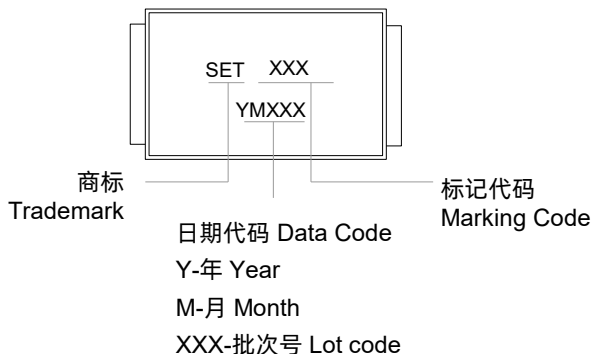 SET XXX
YMXXX
商标
Trademark
标记代码
Marking Code
日期代码 Data Code
Y-年 Year
M-月 Month
XXX-批次号 Lot code